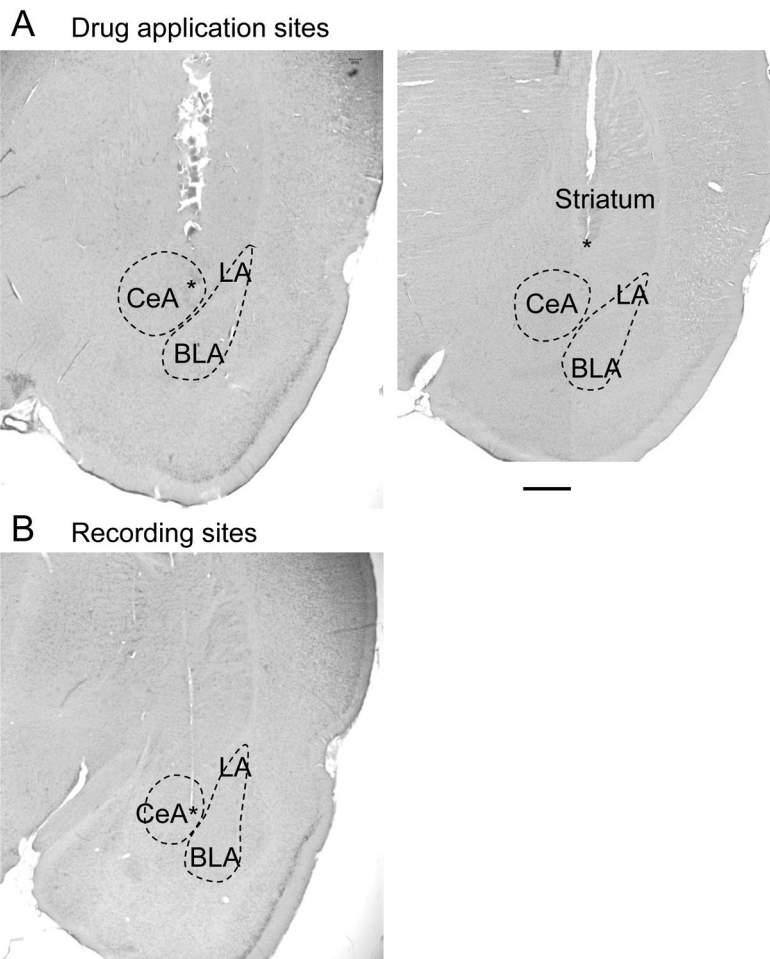 A Drug application sites
Striatum
LA
CeA *
BLA
*
CeA
LA
BLA
B Recording sites
LA
CeA*
BLA